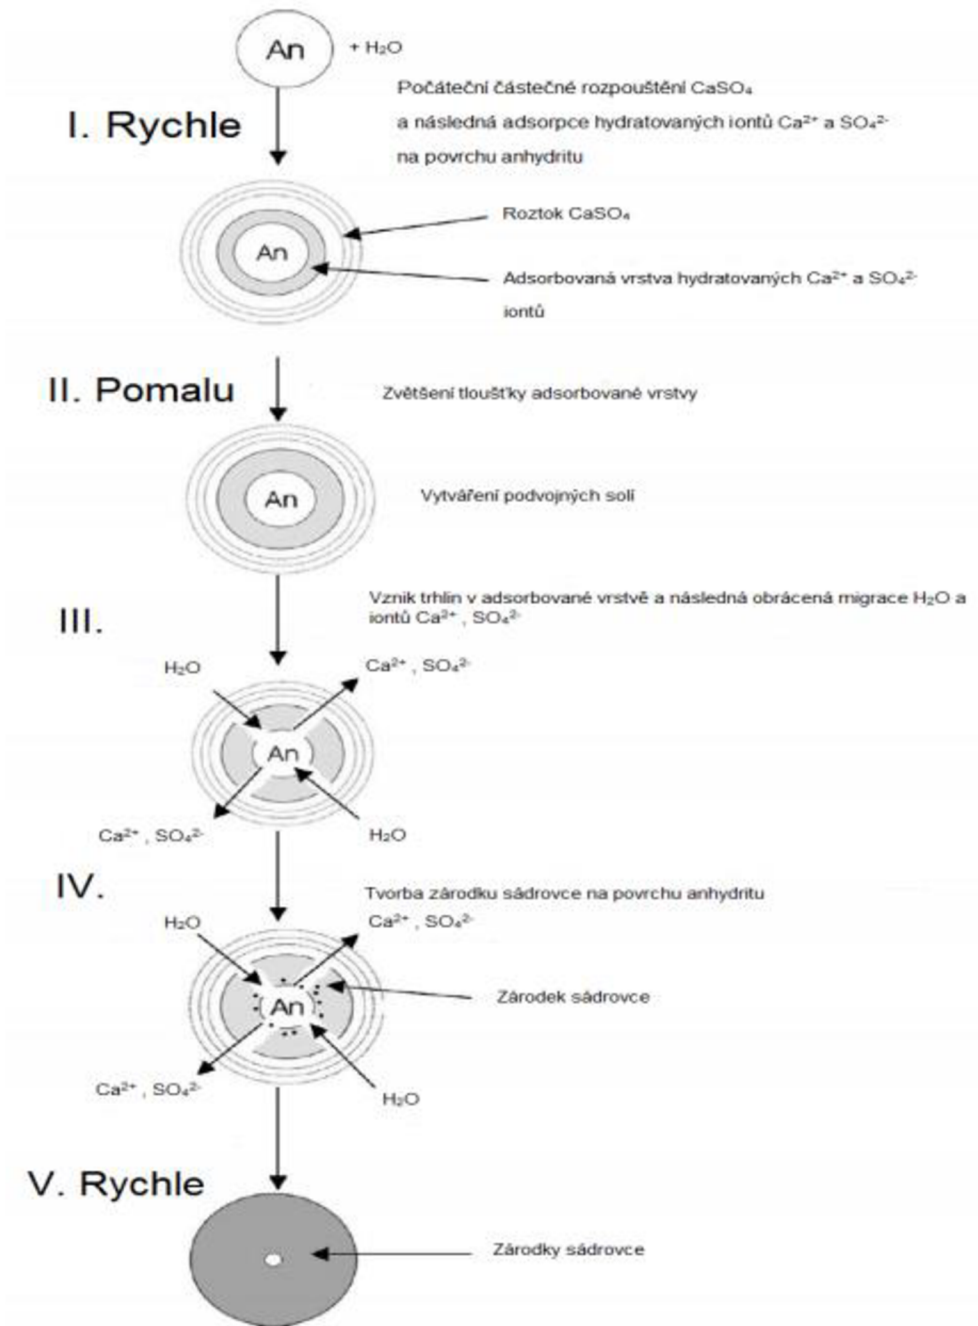 An
+ H₂O
I. Rychle
Počáteční částečné rozpouštění CaSO₄
a následná adsorpce hydratovaných iontů Ca²⁺ a SO₄²⁻
na povrchu anhydritu
Roztok CaSO₄
An
Adsorbovaná vrstva hydratovaných Ca²⁺ a SO₄²⁻
iontů
II. Pomalu
Zvětšení tloušťky adsorbované vrstvy
An
Vytváření podvojných solí
Vznik trhlin v adsorbované vrstvě a následná obrácená migrace H₂O a
iontů Ca²⁺ , SO₄²⁻
III.
H₂O
Ca²⁺ , SO₄²⁻
An
Ca²⁺ , SO₄²⁻
H₂O
IV.
Tvorba zárodku sádrovce na povrchu anhydritu
H₂O
Ca²⁺ , SO₄²⁻
An
Zárodek sádrovce
Ca²⁺ , SO₄²⁻
H₂O
V. Rychle
Zárodky sádrovce